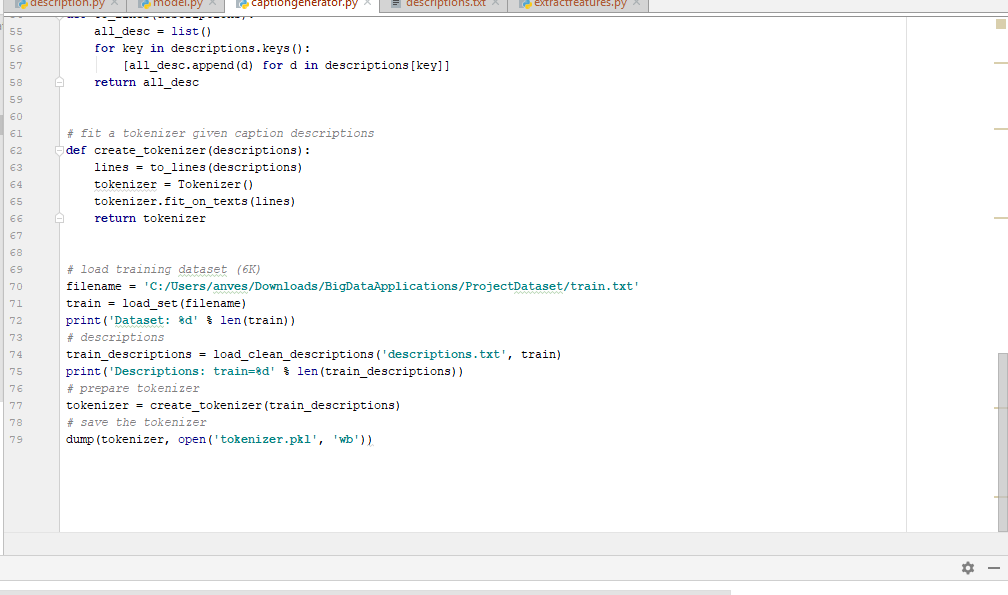 description.py
model.py
captiongenerator.py
descriptions.txt
extractfeatures.py
def to_lines(descriptions):
55 all_desc = list()
56 for key in descriptions.keys():
57 [all_desc.append(d) for d in descriptions[key]]
58 return all_desc
59
60
61 # fit a tokenizer given caption descriptions
62 def create_tokenizer(descriptions):
63 lines = to_lines(descriptions)
64 tokenizer = Tokenizer()
65 tokenizer.fit_on_texts(lines)
66 return tokenizer
67
68
69 # load training dataset (6K)
70 filename = 'C:/Users/anves/Downloads/BigDataApplications/ProjectDataset/train.txt'
71 train = load_set(filename)
72 print('Dataset: %d' % len(train))
73 # descriptions
74 train_descriptions = load_clean_descriptions('descriptions.txt', train)
75 print('Descriptions: train=%d' % len(train_descriptions))
76 # prepare tokenizer
77 tokenizer = create_tokenizer(train_descriptions)
78 # save the tokenizer
79 dump(tokenizer, open('tokenizer.pkl', 'wb'))